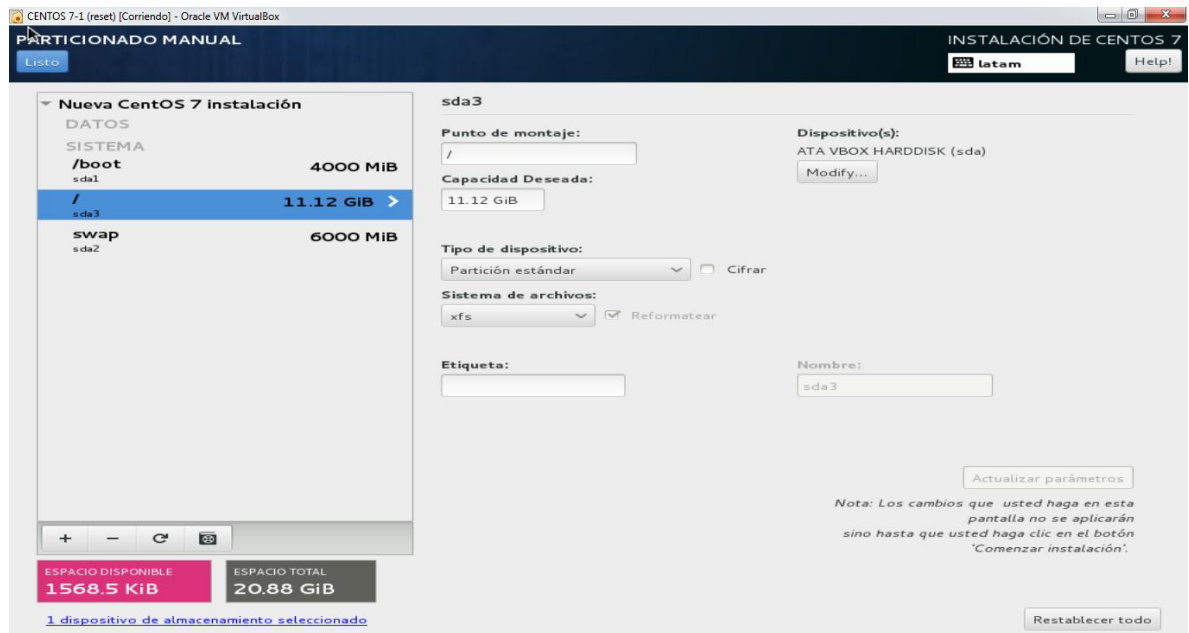 CENTOS 7-1 (reset) [Corriendo] - Oracle VM VirtualBox
PARTICIONADO MANUAL
INSTALACIÓN DE CENTOS 7
Listo
latam
Help!
Nueva CentOS 7 instalación
DATOS
SISTEMA
/boot
4000 MiB
sda1
/
11.12 GiB
sda3
swap
6000 MiB
sda2
sda3
Punto de montaje:
/
Dispositivo(s):
ATA VBOX HARDDISK (sda)
Modify...
Capacidad Deseada:
11.12 GiB
Tipo de dispositivo:
Partición estándar
Cifrar
Sistema de archivos:
xfs
Reformatear
Etiqueta:
Nombre:
sda3
Actualizar parámetros
Nota: Los cambios que usted haga en esta
pantalla no se aplicarán
sino hasta que usted haga clic en el botón
'Comenzar instalación'.
ESPACIO DISPONIBLE
1568.5 KiB
ESPACIO TOTAL
20.88 GiB
1 dispositivo de almacenamiento seleccionado
Restablecer todo